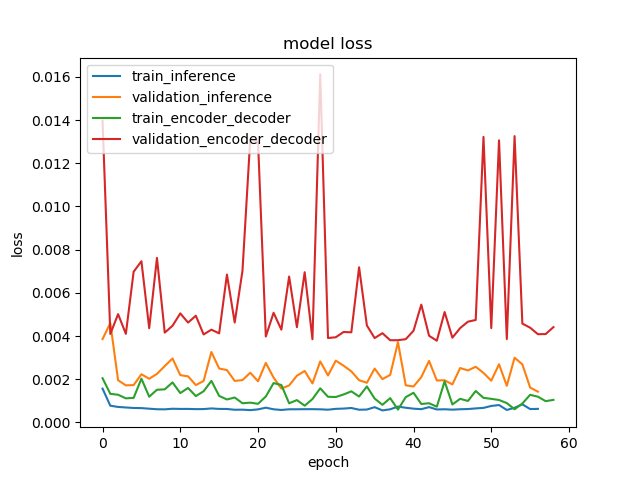 model loss
train_inference
validation_inference
train_encoder_decoder
validation_encoder_decoder
loss
0.016
0.014
0.012
0.010
0.008
0.006
0.004
0.002
0.000
0 10 20 30 40 50 60
epoch